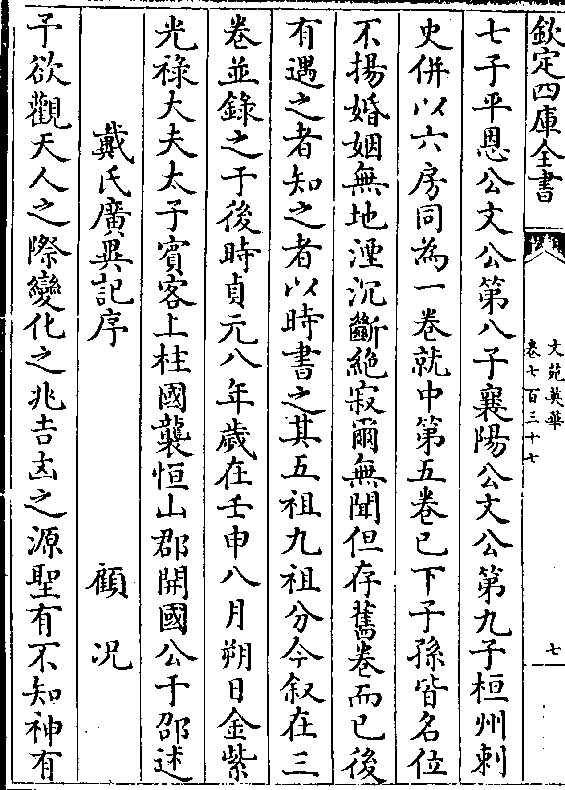 欽定四庫全書
文苑英華
卷七百三十七
七
七子平恩公丈公第八子襄陽公丈公第九子桓州刺
史併以六房同為一卷就中第五卷已下子孫皆名位
不揚婚姻無地湮沉斷絶寂爾無聞但存舊卷而已後
有遇之者知之者以時書之其五祖九祖分今叙在三
卷並錄之于後時貞元八年歲在壬申八月朔日金紫
光祿大夫太子賓客上柱國襲恒山郡開國公于邵述
戴氏廣異記序 顧況
予欲觀天人之際變化之兆吉凶之源聖有不知神有